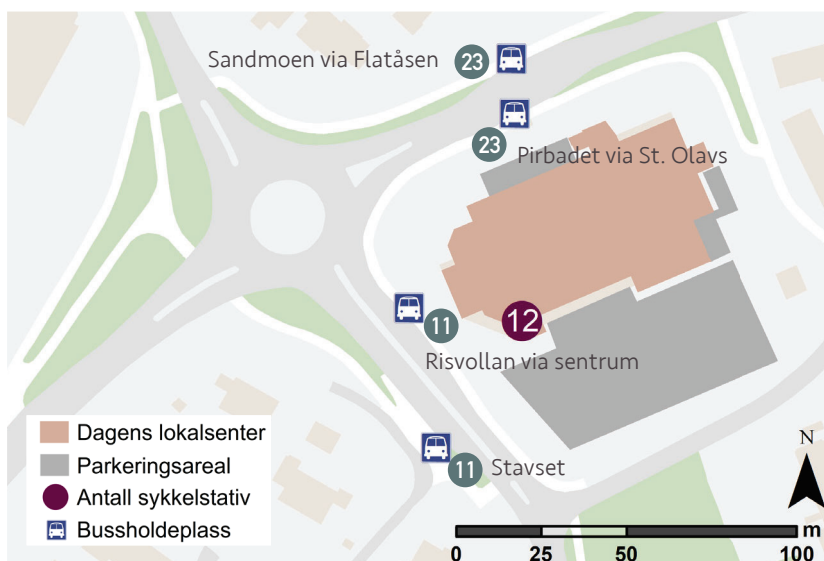 Sandmoen via Flatåsen 23
23
Pirbadet via St. Olavs
12
11
Risvollan via sentrum
11 Stavset
Dagens lokalsenter
Parkeringsareal
Antall sykkelstativ
Bussholdeplass
N
m
0 25 50 100